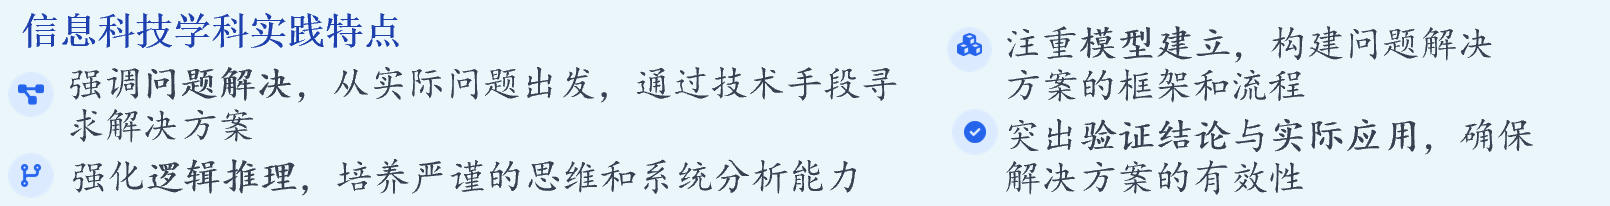 信息科技学科实践特点
强调问题解决，从实际问题出发，通过技术手段寻
求解决方案
强化逻辑推理，培养严谨的思维和系统分析能力
注重模型建立，构建问题解决
方案的框架和流程
突出验证结论与实际应用，确保
解决方案的有效性